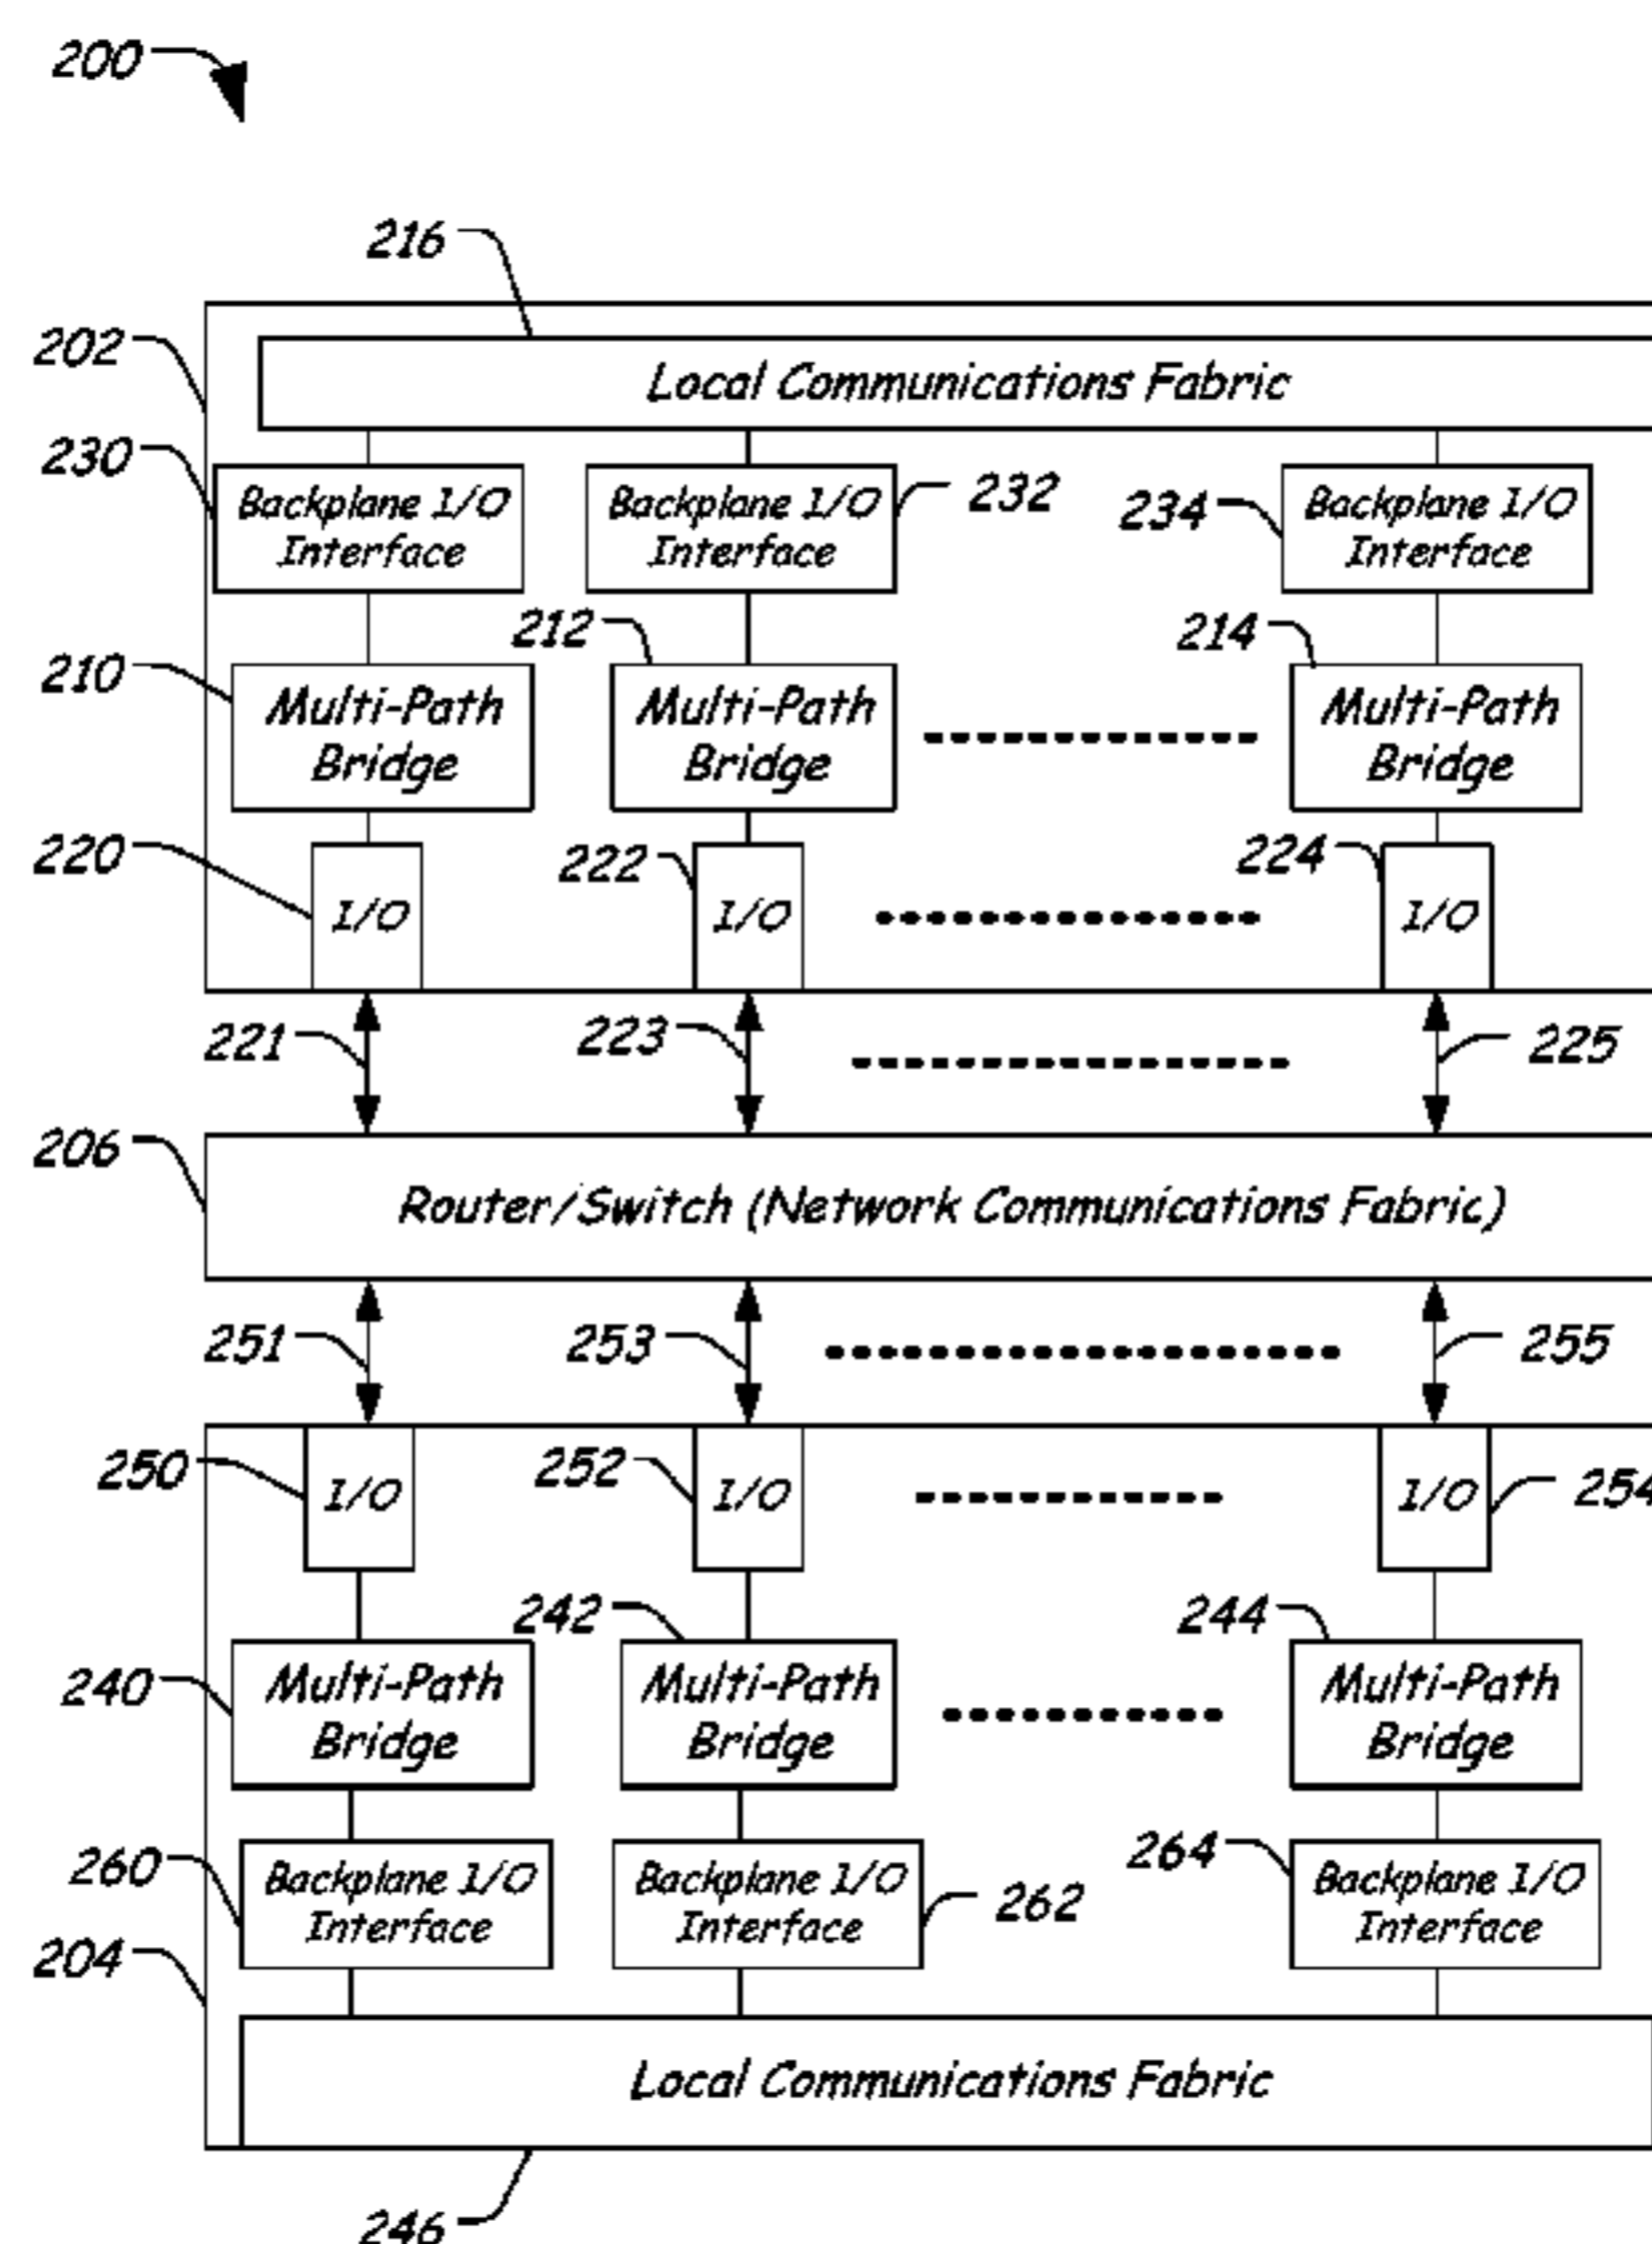 200
216
202
Local Communications Fabric
230
Backplane I/O
Interface
Backplane I/O
Interface
232
234
Backplane I/O
Interface
212
214
210
Multi-Path
Bridge
Multi-Path
Bridge
Multi-Path
Bridge
220
222
224
I/O
I/O
I/O
221
223
225
206
Router/Switch (Network Communications Fabric)
251
253
255
250
I/O
252
I/O
I/O
254
242
244
240
Multi-Path
Bridge
Multi-Path
Bridge
Multi-Path
Bridge
260
Backplane I/O
Interface
Backplane I/O
Interface
262
264
Backplane I/O
Interface
204
Local Communications Fabric
246